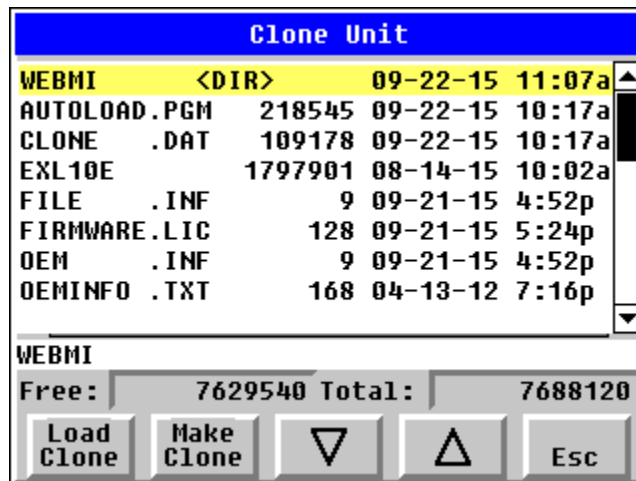 Clone Unit
WEBMI <DIR> 09-22-15 11:07a
AUTOLOAD.PGM 218545 09-22-15 10:17a
CLONE .DAT 109178 09-22-15 10:17a
EXL10E 1797901 08-14-15 10:02a
FILE .INF 9 09-21-15 4:52p
FIRMWARE.LIC 128 09-21-15 5:24p
OEM .INF 9 09-21-15 4:52p
OEMINFO .TXT 168 04-13-12 7:16p
WEBMI
Free: 7629540 Total: 7688120
Load Clone
Make Clone
Esc